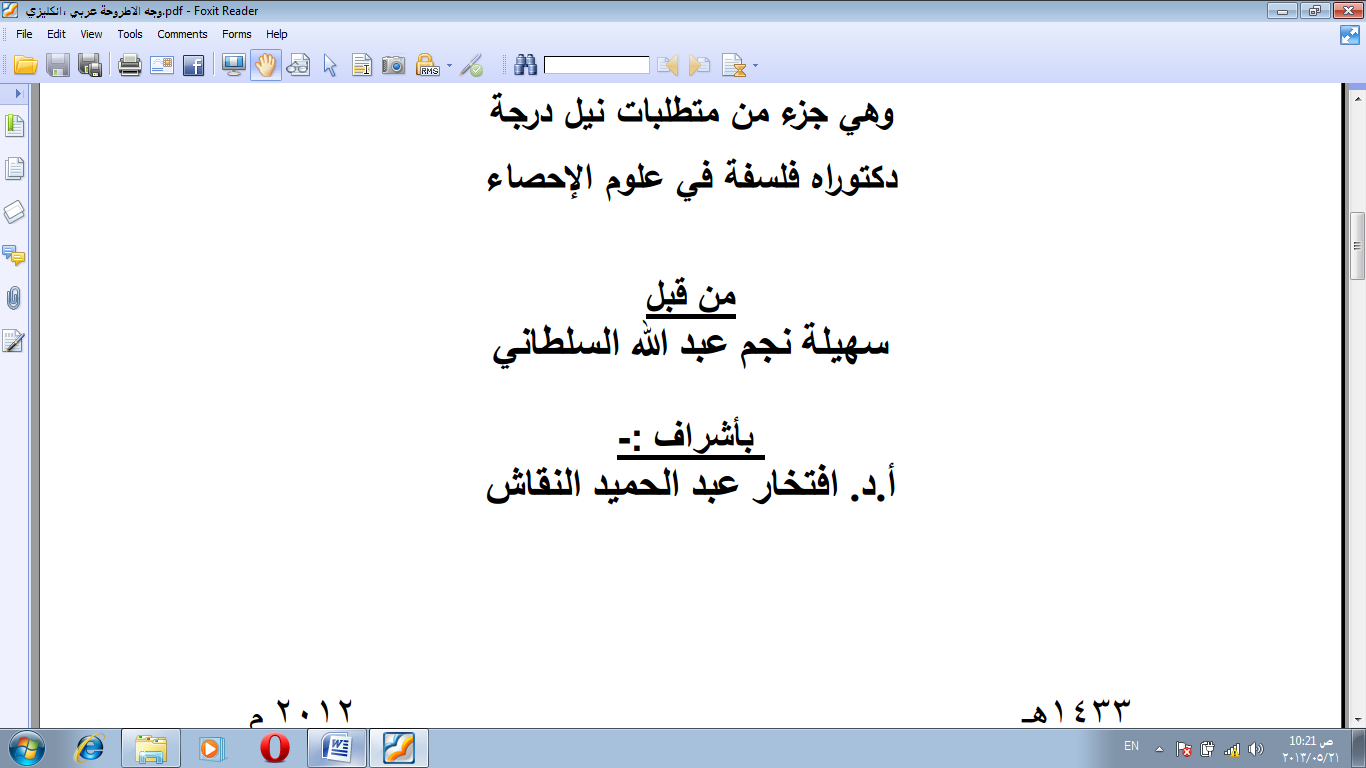 وجه الاطروحة عربي ،انكليزي.pdf - Foxit Reader
File Edit View Tools Comments Forms Help
RMS
وهي جزء من متطلبات نيل درجة
دكتوراه فلسفة في علوم الإحصاء
من قبل
سهيلة نجم عبد الله السلطاني
بأشراف :-
أ.د. افتخار عبد الحميد النقاش
١٤٣٣هـ ٢٠١٢ م
EN 10:21 ص
٢٠١٣/٠٥/٢١